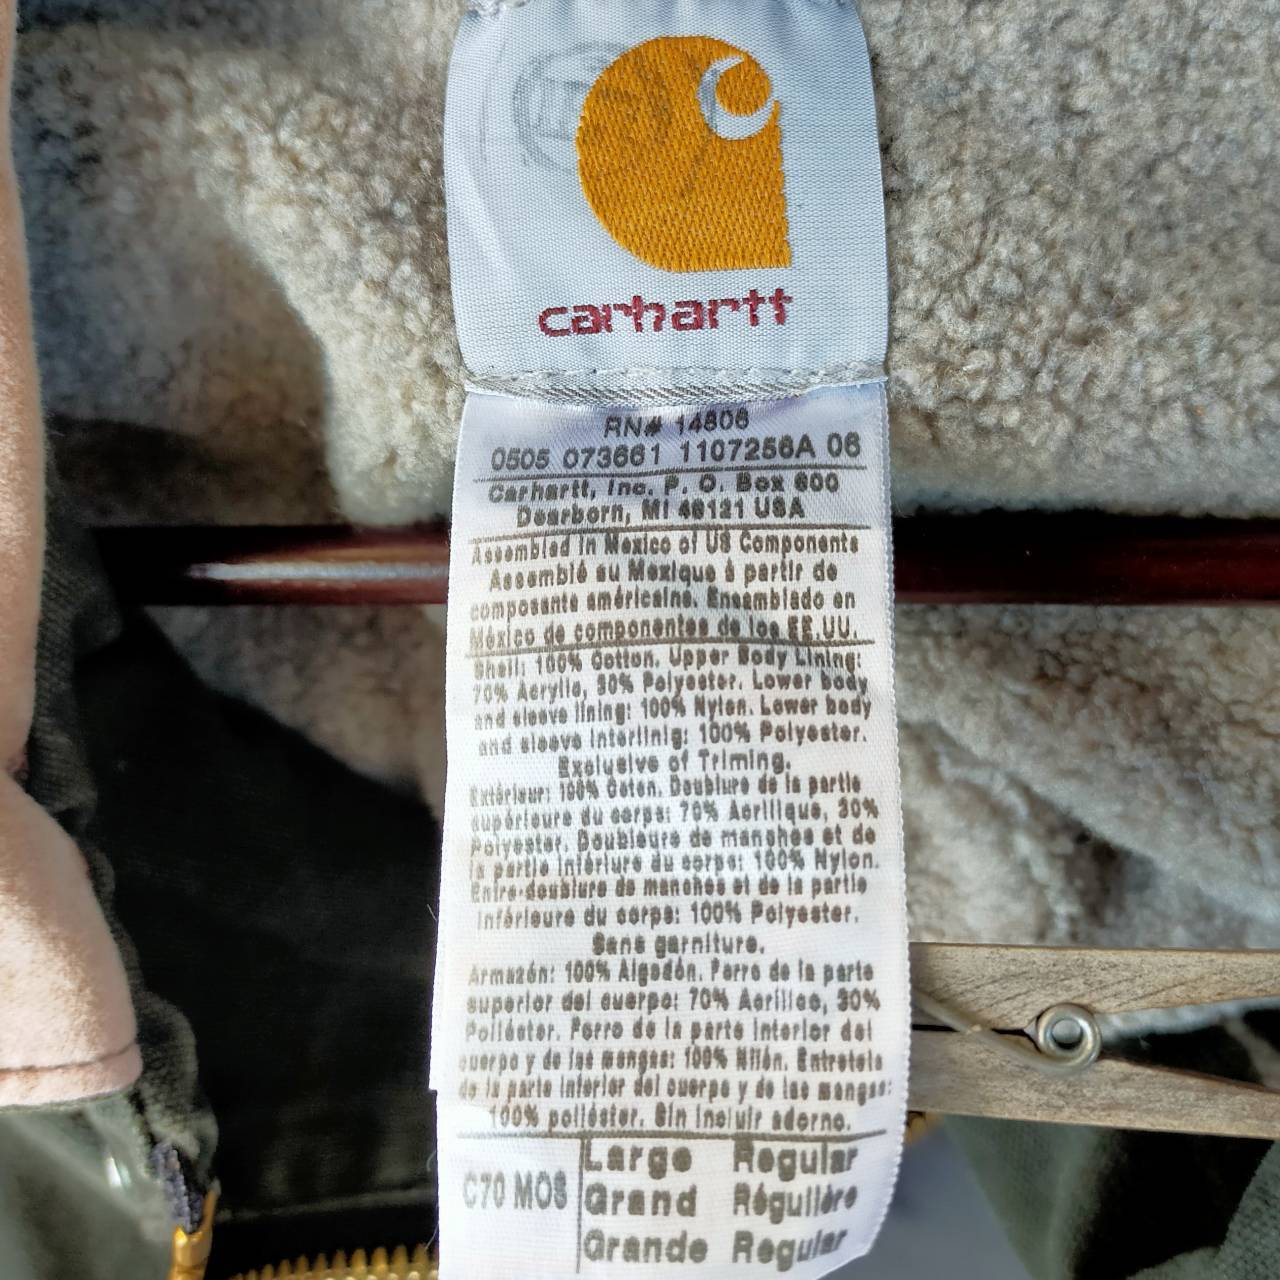 carhartt
RN# 14806
0505 073661 1107256A 06
Carhartt, Inc. P. O. Box 600
Dearborn, MI 48121 USA
Assembled in Mexico of US Components
Assemblé au Mexique à partir de
composants américains. Ensamblado en
México de componentes de los EE.UU.
Shell: 100% Cotton. Upper Body Lining:
70% Acrylic, 30% Polyester. Lower body
and sleeve lining: 100% Nylon. Lower body
and sleeve interlinig: 100% Polyester.
Exclusive of Triming.
Extérieur: 100% Coton. Doublure de la partie
supérieure du corps: 70% Acrilique, 30%
Polyester. Doubleure de manches et de
la partie intériure du corps: 100% Nylon.
Entre-doublure de manches et de la partie
inférieure du corps: 100% Polyester.
Sans garniture.
Armazón: 100% Algodón. Forro de la parte
superior del cuerpo: 70% Acrílico, 30%
Poliéster. Forro de la parte interior del
cuerpo y de las mangas: 100% Nilón. Entretela
de la parte inferior del cuerpo y de las mangas:
100% poliéster. Sin incluir adorno.
C70 MOS
Large Regular
Grand Régulière
Grande Regular